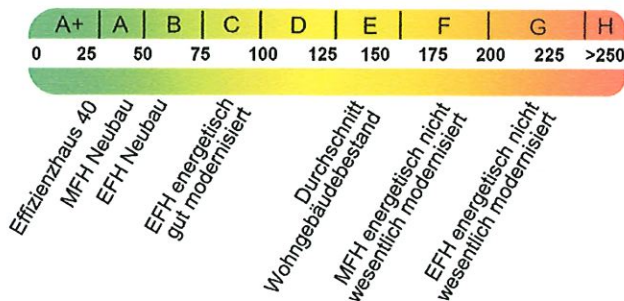 A+ A B C D E F G H
0 25 50 75 100 125 150 175 200 225 >250
Effizienzhaus 40
MFH Neubau
EFH Neubau
EFH energetisch
gut modernisiert
Durchschnitt
Wohngebäudebestand
MFH energetisch nicht
wesentlich modernisiert
EFH energetisch nicht
wesentlich modernisiert